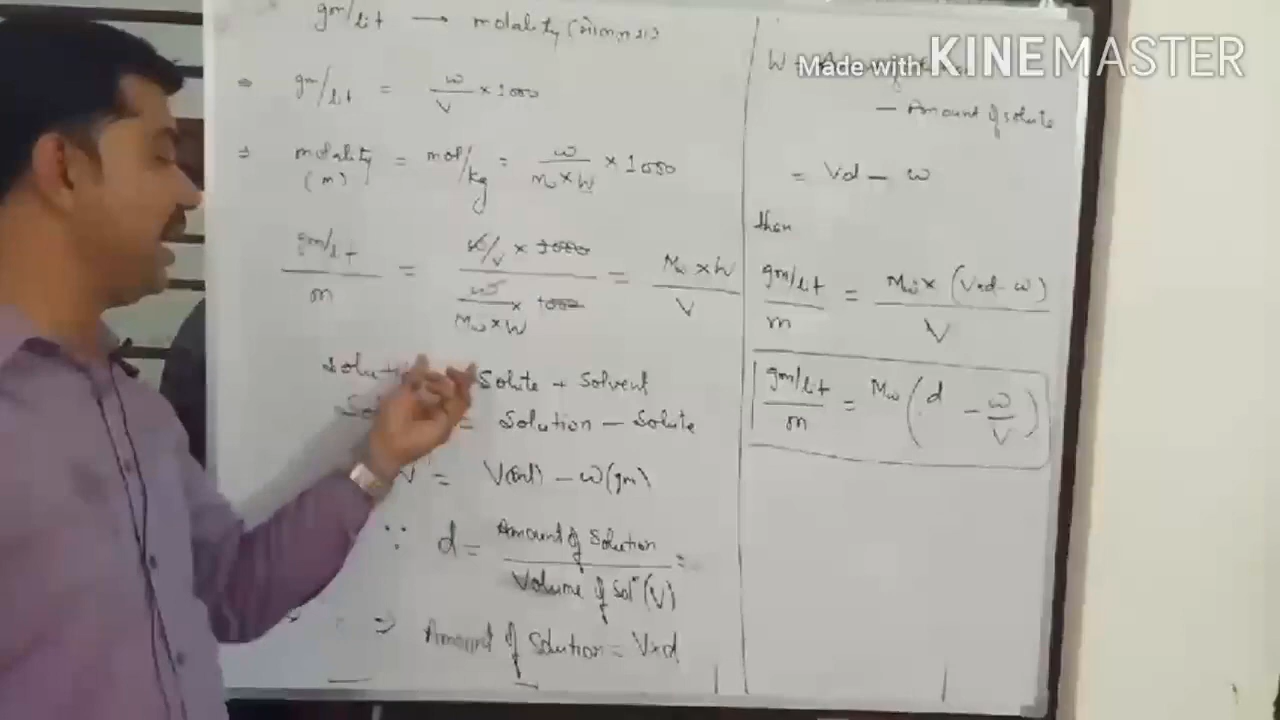 gm/lit → molality (મોલલતા)
⇒ gm/lit = w/V × 1000
⇒ molality (m) = mol/kg = w/(Mw × W) × 1000
(gm/lit)/m = (w/V × 1000)/(w/(Mw × W) × 1000) = (Mw × W)/V
Solute + Solvent
= Solution – Solute
= V(ml) – w(gm)
∵ d = Amount of Solution / Volume of Solⁿ (V) =
⇒ Amount of Solution = V×d
Made with KINEMASTER
– Amount of solute
= Vd – w
then
(gm/lit)/m = Mw × (V×d – w)/V
(gm/lit)/m = Mw (d – w/V)